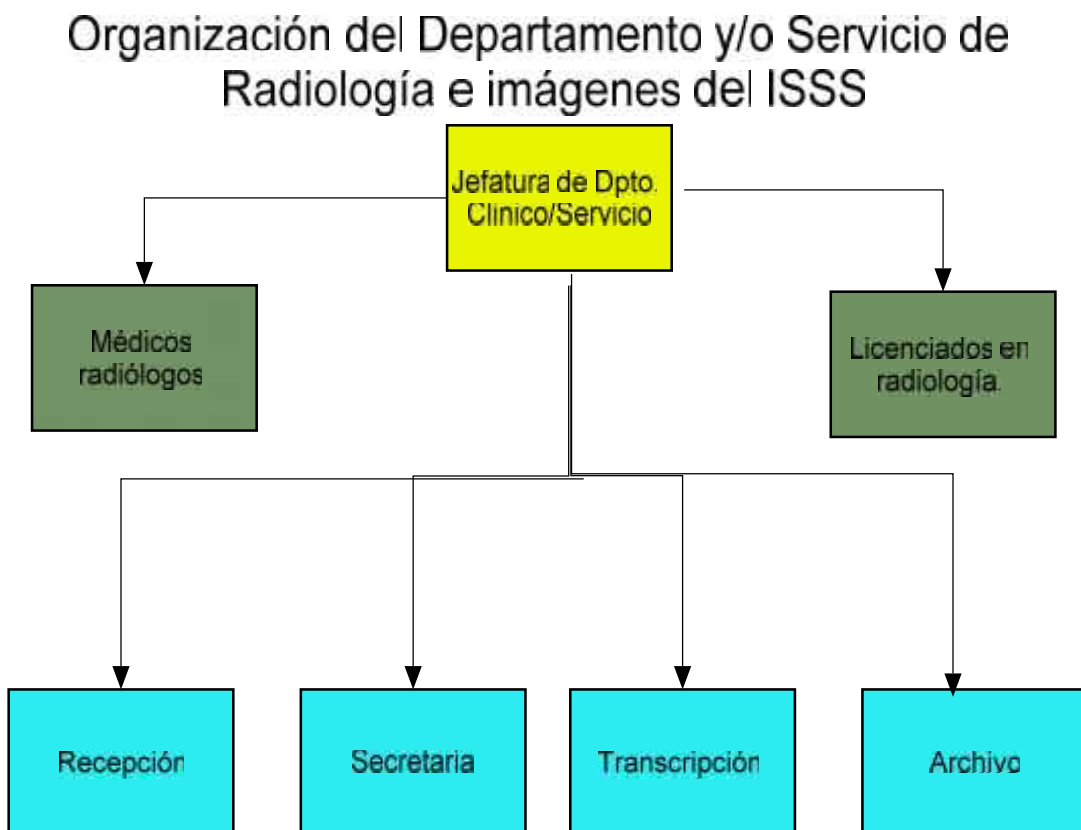 Organización del Departamento y/o Servicio de
Radiología e imágenes del ISSS
Jefatura de Dpto.
Clínico/Servicio
Médicos
radiólogos
Licenciados en
radiología.
Recepción
Secretaria
Transcripción
Archivo